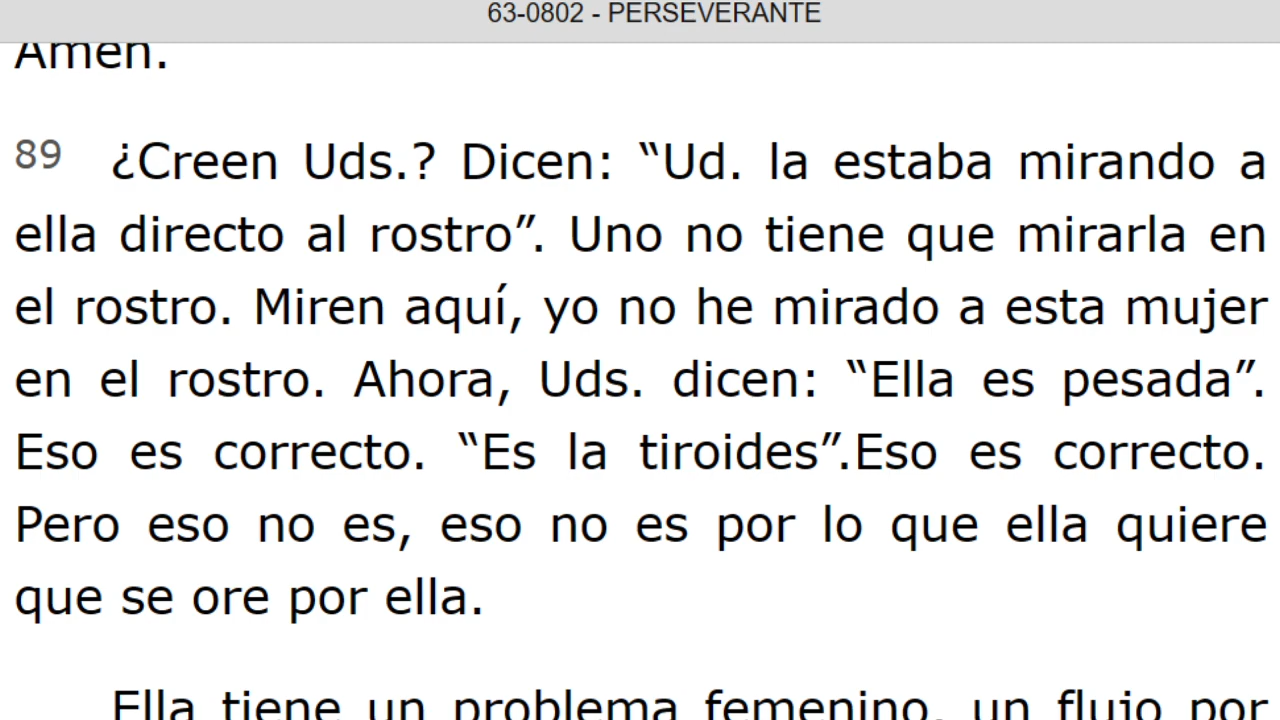 63-0802 - PERSEVERANTE
Amén.
89 ¿Creen Uds.? Dicen: “Ud. la estaba mirando a
ella directo al rostro”. Uno no tiene que mirarla en
el rostro. Miren aquí, yo no he mirado a esta mujer
en el rostro. Ahora, Uds. dicen: “Ella es pesada”.
Eso es correcto. “Es la tiroides”.Eso es correcto.
Pero eso no es, eso no es por lo que ella quiere
que se ore por ella.
Ella tiene un problema femenino, un flujo por